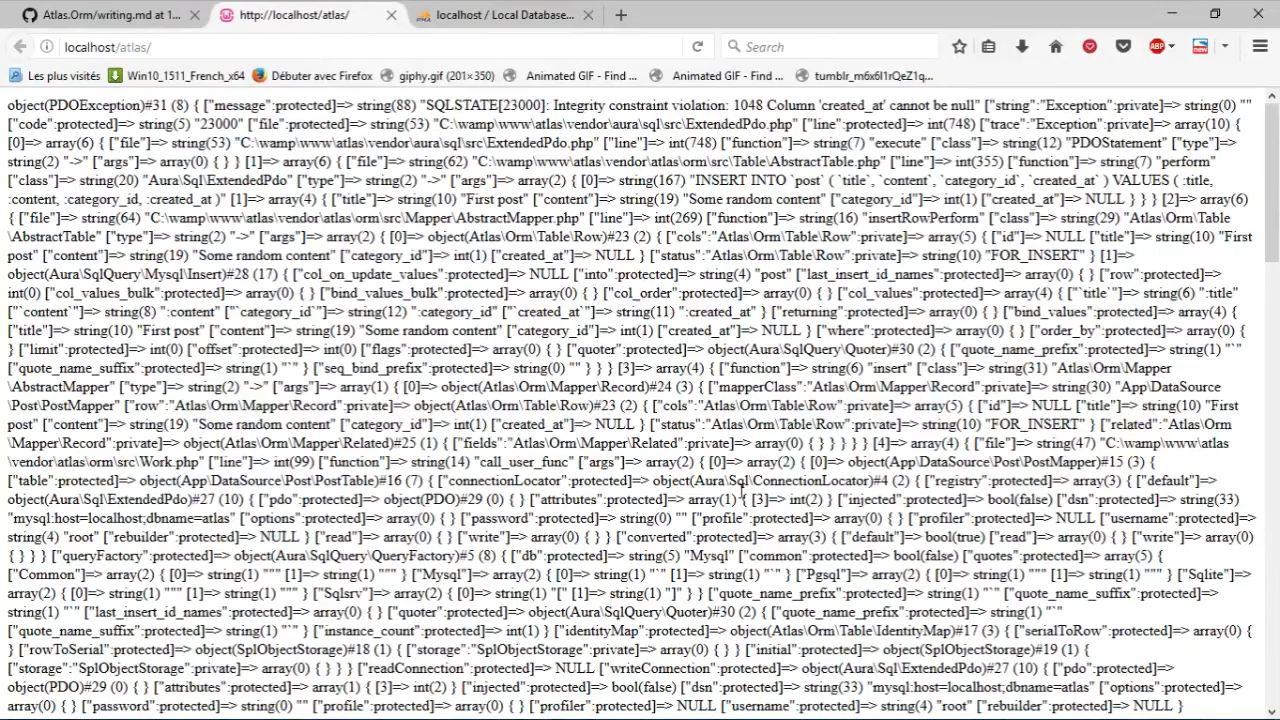 Atlas.Orm/writing.md at 1...
http://localhost/atlas/
localhost / Local Database...
localhost/atlas/
Search
ABP
new
Les plus visités
Win10_1511_French_x64
Débuter avec Firefox
giphy.gif (201×350)
Animated GIF - Find ...
Animated GIF - Find ...
tumblr_m6x6l1rQeZ1q...
object(PDOException)#31 (8) { ["message":protected]=> string(88) "SQLSTATE[23000]: Integrity constraint violation: 1048 Column 'created_at' cannot be null" ["string":"Exception":private]=> string(0) ""
["code":protected]=> string(5) "23000" ["file":protected]=> string(53) "C:\wamp\www\atlas\vendor\aura\sql\src\ExtendedPdo.php" ["line":protected]=> int(748) ["trace":"Exception":private]=> array(10) {
[0]=> array(6) { ["file"]=> string(53) "C:\wamp\www\atlas\vendor\aura\sql\src\ExtendedPdo.php" ["line"]=> int(748) ["function"]=> string(7) "execute" ["class"]=> string(12) "PDOStatement" ["type"]=>
string(2) "->" ["args"]=> array(0) { } } [1]=> array(6) { ["file"]=> string(62) "C:\wamp\www\atlas\vendor\atlas\orm\src\Table\AbstractTable.php" ["line"]=> int(355) ["function"]=> string(7) "perform"
["class"]=> string(20) "Aura\Sql\ExtendedPdo" ["type"]=> string(2) "->" ["args"]=> array(2) { [0]=> string(167) "INSERT INTO `post` ( `title`, `content`, `category_id`, `created_at` ) VALUES ( :title,
:content, :category_id, :created_at )" [1]=> array(4) { ["title"]=> string(10) "First post" ["content"]=> string(19) "Some random content" ["category_id"]=> int(1) ["created_at"]=> NULL } } } [2]=> array(6)
{ ["file"]=> string(64) "C:\wamp\www\atlas\vendor\atlas\orm\src\Mapper\AbstractMapper.php" ["line"]=> int(269) ["function"]=> string(16) "insertRowPerform" ["class"]=> string(29) "Atlas\Orm\Table
\AbstractTable" ["type"]=> string(2) "->" ["args"]=> array(2) { [0]=> object(Atlas\Orm\Table\Row)#23 (2) { ["cols":"Atlas\Orm\Table\Row":private]=> array(5) { ["id"]=> NULL ["title"]=> string(10) "First
post" ["content"]=> string(19) "Some random content" ["category_id"]=> int(1) ["created_at"]=> NULL } ["status":"Atlas\Orm\Table\Row":private]=> string(10) "FOR_INSERT" } [1]=>
object(Aura\SqlQuery\Mysql\Insert)#28 (17) { ["col_on_update_values":protected]=> NULL ["into":protected]=> string(4) "post" ["last_insert_id_names":protected]=> array(0) { } ["row":protected]=>
int(0) ["col_values_bulk":protected]=> array(0) { } ["bind_values_bulk":protected]=> array(0) { } ["col_order":protected]=> array(0) { } ["col_values":protected]=> array(4) { ["`title`"]=> string(6) ":title"
["`content`"]=> string(8) ":content" ["`category_id`"]=> string(12) ":category_id" ["`created_at`"]=> string(11) ":created_at" } ["returning":protected]=> array(0) { } ["bind_values":protected]=> array(4) {
["title"]=> string(10) "First post" ["content"]=> string(19) "Some random content" ["category_id"]=> int(1) ["created_at"]=> NULL } ["where":protected]=> array(0) { } ["order_by":protected]=> array(0) {
} ["limit":protected]=> int(0) ["offset":protected]=> int(0) ["flags":protected]=> array(0) { } ["quoter":protected]=> object(Aura\SqlQuery\Quoter)#30 (2) { ["quote_name_prefix":protected]=> string(1) "`"
["quote_name_suffix":protected]=> string(1) "`" } ["seq_bind_prefix":protected]=> string(0) "" } } } [3]=> array(4) { ["function"]=> string(6) "insert" ["class"]=> string(31) "Atlas\Orm\Mapper
\AbstractMapper" ["type"]=> string(2) "->" ["args"]=> array(1) { [0]=> object(Atlas\Orm\Mapper\Record)#24 (3) { ["mapperClass":"Atlas\Orm\Mapper\Record":private]=> string(30) "App\DataSource
\Post\PostMapper" ["row":"Atlas\Orm\Mapper\Record":private]=> object(Atlas\Orm\Table\Row)#23 (2) { ["cols":"Atlas\Orm\Table\Row":private]=> array(5) { ["id"]=> NULL ["title"]=> string(10) "First
post" ["content"]=> string(19) "Some random content" ["category_id"]=> int(1) ["created_at"]=> NULL } ["status":"Atlas\Orm\Table\Row":private]=> string(10) "FOR_INSERT" } ["related":"Atlas\Orm
\Mapper\Record":private]=> object(Atlas\Orm\Mapper\Related)#25 (1) { ["fields":"Atlas\Orm\Mapper\Related":private]=> array(0) { } } } } } [4]=> array(4) { ["file"]=> string(47) "C:\wamp\www\atlas
\vendor\atlas\orm\src\Work.php" ["line"]=> int(99) ["function"]=> string(14) "call_user_func" ["args"]=> array(2) { [0]=> array(2) { [0]=> object(App\DataSource\Post\PostMapper)#15 (3) {
["table":protected]=> object(App\DataSource\Post\PostTable)#16 (7) { ["connectionLocator":protected]=> object(Aura\Sql\ConnectionLocator)#4 (2) { ["registry":protected]=> array(3) { ["default"]=>
object(Aura\Sql\ExtendedPdo)#27 (10) { ["pdo":protected]=> object(PDO)#29 (0) { } ["attributes":protected]=> array(1) { [3]=> int(2) } ["injected":protected]=> bool(false) ["dsn":protected]=> string(33)
"mysql:host=localhost;dbname=atlas" ["options":protected]=> array(0) { } ["password":protected]=> string(0) "" ["profile":protected]=> array(0) { } ["profiler":protected]=> NULL ["username":protected]=>
string(4) "root" ["rebuilder":protected]=> NULL } ["read"]=> array(0) { } ["write"]=> array(0) { } } ["converted":protected]=> array(3) { ["default"]=> bool(true) ["read"]=> array(0) { } ["write"]=> array(0)
{ } } } ["queryFactory":protected]=> object(Aura\SqlQuery\QueryFactory)#5 (8) { ["db":protected]=> string(5) "Mysql" ["common":protected]=> bool(false) ["quotes":protected]=> array(5) {
["Common"]=> array(2) { [0]=> string(1) """ [1]=> string(1) """ } ["Mysql"]=> array(2) { [0]=> string(1) "`" [1]=> string(1) "`" } ["Pgsql"]=> array(2) { [0]=> string(1) """ [1]=> string(1) """ } ["Sqlite"]=>
array(2) { [0]=> string(1) """ [1]=> string(1) """ } ["Sqlsrv"]=> array(2) { [0]=> string(1) "[" [1]=> string(1) "]" } } ["quote_name_prefix":protected]=> string(1) "`" ["quote_name_suffix":protected]=>
string(1) "`" ["last_insert_id_names":protected]=> array(0) { } ["quoter":protected]=> object(Aura\SqlQuery\Quoter)#30 (2) { ["quote_name_prefix":protected]=> string(1) "`"
["quote_name_suffix":protected]=> string(1) "`" } ["instance_count":protected]=> int(1) } ["identityMap":protected]=> object(Atlas\Orm\Table\IdentityMap)#17 (3) { ["serialToRow":protected]=> array(0) {
} ["rowToSerial":protected]=> object(SplObjectStorage)#18 (1) { ["storage":"SplObjectStorage":private]=> array(0) { } } ["initial":protected]=> object(SplObjectStorage)#19 (1) {
["storage":"SplObjectStorage":private]=> array(0) { } } } ["readConnection":protected]=> NULL ["writeConnection":protected]=> object(Aura\Sql\ExtendedPdo)#27 (10) { ["pdo":protected]=>
object(PDO)#29 (0) { } ["attributes":protected]=> array(1) { [3]=> int(2) } ["injected":protected]=> bool(false) ["dsn":protected]=> string(33) "mysql:host=localhost;dbname=atlas" ["options":protected]=>
array(0) { } ["password":protected]=> string(0) "" ["profile":protected]=> array(0) { } ["profiler":protected]=> NULL ["username":protected]=> string(4) "root" ["rebuilder":protected]=> NULL }